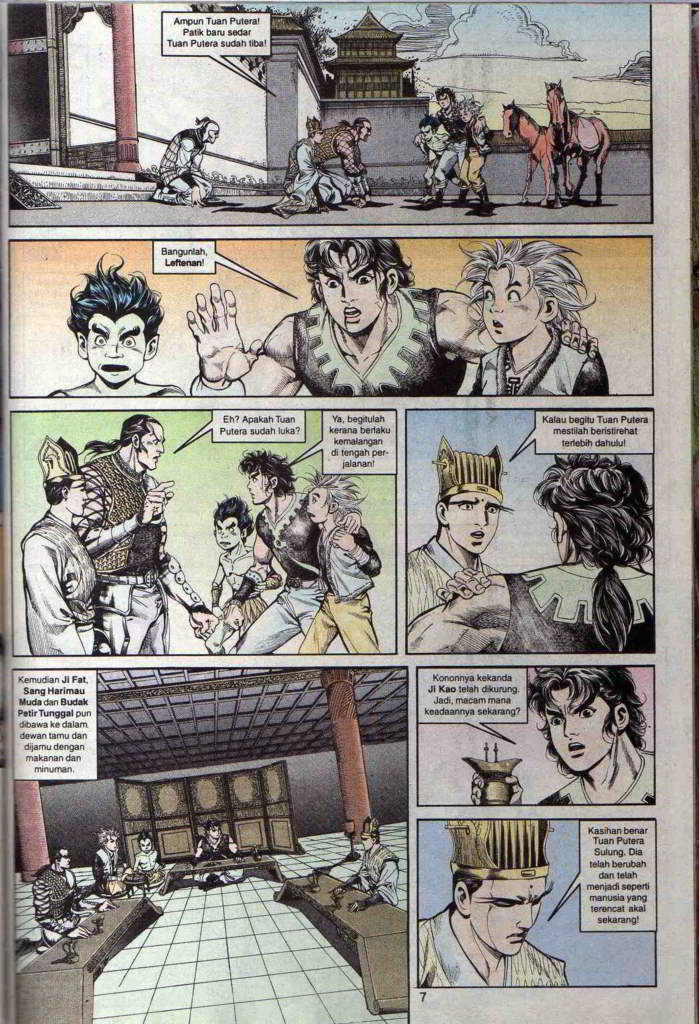 Ampun Tuan Putera!
Patik baru sedar
Tuan Putera sudah tiba!
Bangunlah,
Leftenan!
Eh? Apakah Tuan
Putera sudah luka?
Ya, begitulah
kerana berlaku
kemalangan
di tengah per-
jalanan!
Kalau begitu Tuan Putera
mestilah beristirehat
terlebih dahulu!
Kemudian Ji Fat,
Sang Harimau
Muda dan Budak
Petir Tunggal pun
dibawa ke dalam
dewan tamu dan
dijamu dengan
makanan dan
minuman.
Kononnya kekanda
Ji Kao telah dikurung.
Jadi, macam mana
keadaannya sekarang?
Kasihan benar
Tuan Putera
Sulung. Dia
telah berubah
dan telah
menjadi seperti
manusia yang
terencat akal
sekarang!
7